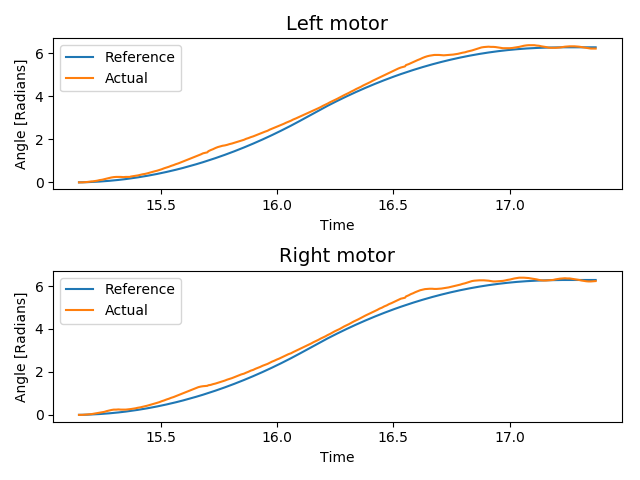 Left motor
Reference
Actual
Angle [Radians]
6
4
2
0
15.5 16.0 16.5 17.0
Time
Right motor
Reference
Actual
Angle [Radians]
6
4
2
0
15.5 16.0 16.5 17.0
Time